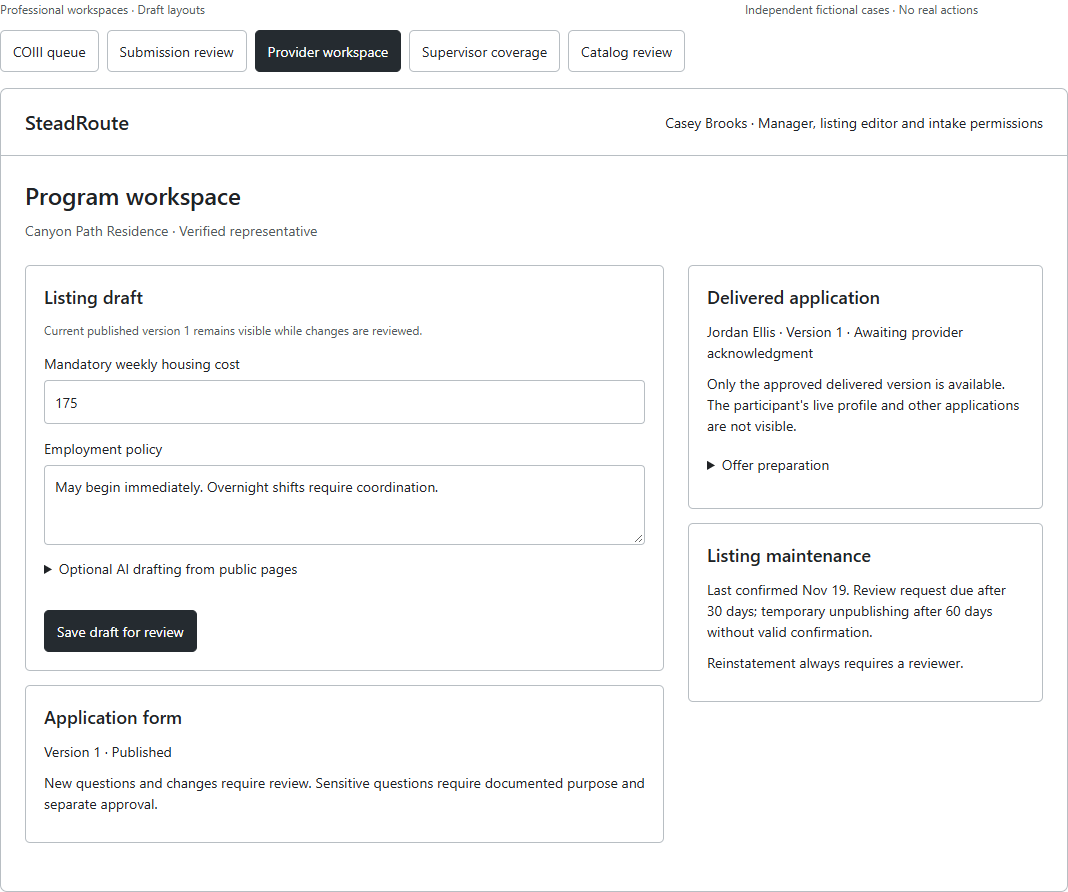 Professional workspaces · Draft layouts
Independent fictional cases · No real actions
COIII queue
Submission review
Provider workspace
Supervisor coverage
Catalog review
SteadRoute
Casey Brooks · Manager, listing editor and intake permissions
Program workspace
Canyon Path Residence · Verified representative
Listing draft
Current published version 1 remains visible while changes are reviewed.
Mandatory weekly housing cost
175
Employment policy
May begin immediately. Overnight shifts require coordination.
Optional AI drafting from public pages
Save draft for review
Application form
Version 1 · Published
New questions and changes require review. Sensitive questions require documented purpose and
separate approval.
Delivered application
Jordan Ellis · Version 1 · Awaiting provider
acknowledgment
Only the approved delivered version is available.
The participant's live profile and other applications
are not visible.
Offer preparation
Listing maintenance
Last confirmed Nov 19. Review request due after
30 days; temporary unpublishing after 60 days
without valid confirmation.
Reinstatement always requires a reviewer.